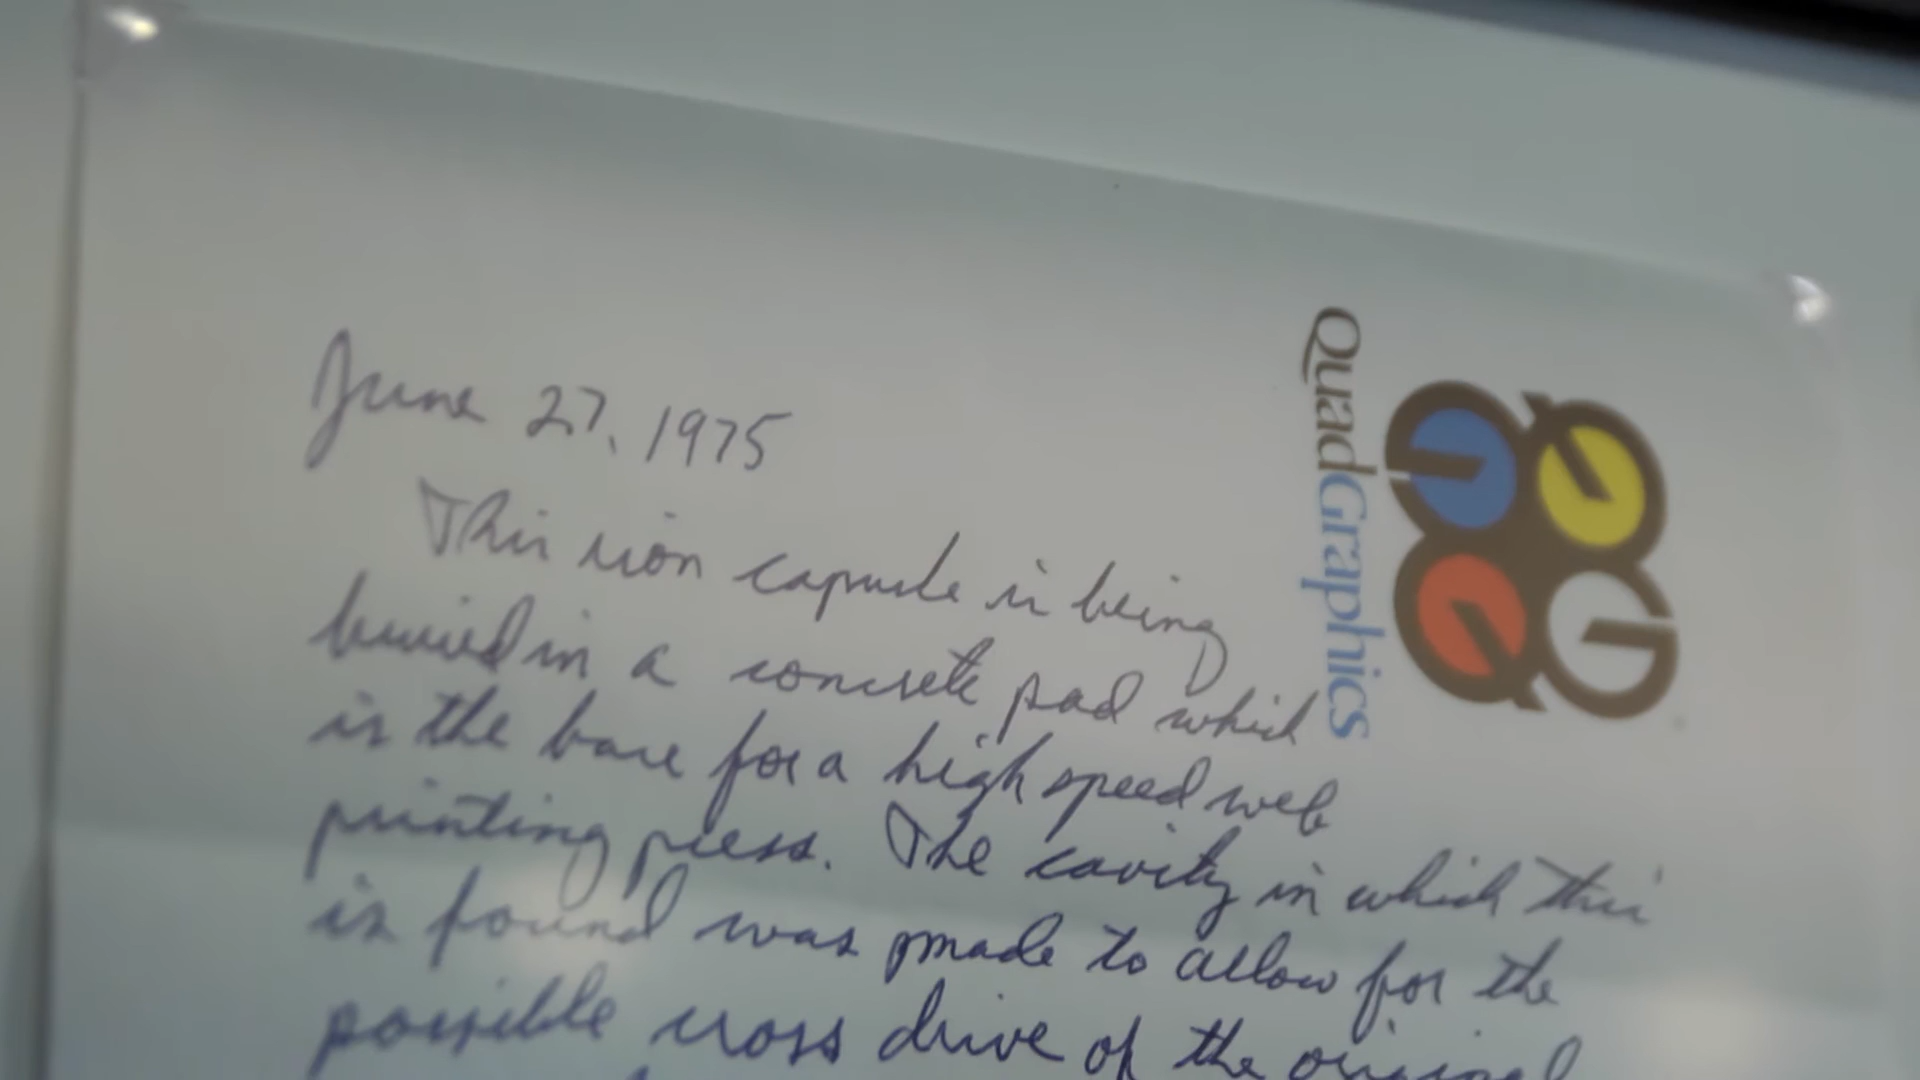 June 27, 1975
This iron capsule is being
buried in a concrete pad which
is the base for a high speed web
printing press. The cavity in which this
is found was made to allow for the
possible cross drive of the original
QuadGraphics